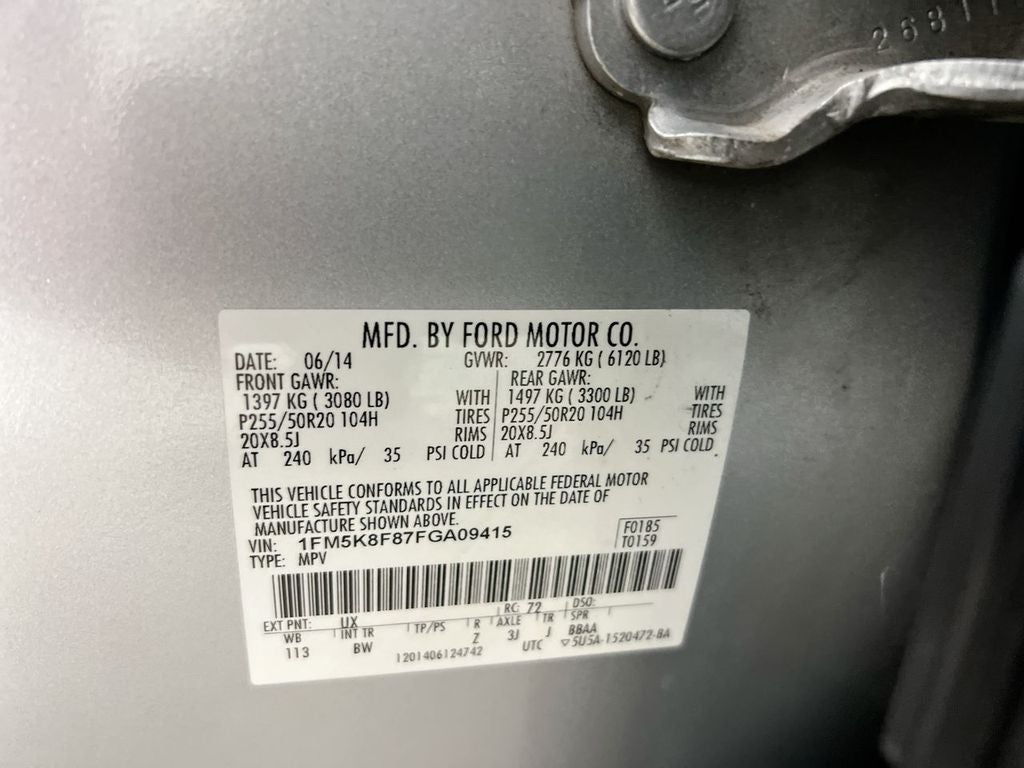 26811
MFD. BY FORD MOTOR CO.
DATE: 06/14 GVWR: 2776 KG ( 6120 LB)
FRONT GAWR: REAR GAWR:
1397 KG ( 3080 LB) WITH 1497 KG ( 3300 LB) WITH
P255/50R20 104H TIRES P255/50R20 104H TIRES
20X8.5J RIMS 20X8.5J RIMS
AT 240 kPa/ 35 PSI COLD AT 240 kPa/ 35 PSI COLD
THIS VEHICLE CONFORMS TO ALL APPLICABLE FEDERAL MOTOR
VEHICLE SAFETY STANDARDS IN EFFECT ON THE DATE OF
MANUFACTURE SHOWN ABOVE.
VIN: 1FM5K8F87FGA09415 F0185
TYPE: MPV T0159
EXT PNT: UX RC: 72 DSO:
WB INT TR TP/PS R AXLE TR SPR
113 BW Z 3J J BBAA
1201406124742 UTC ▽5U5A-1520472-BA